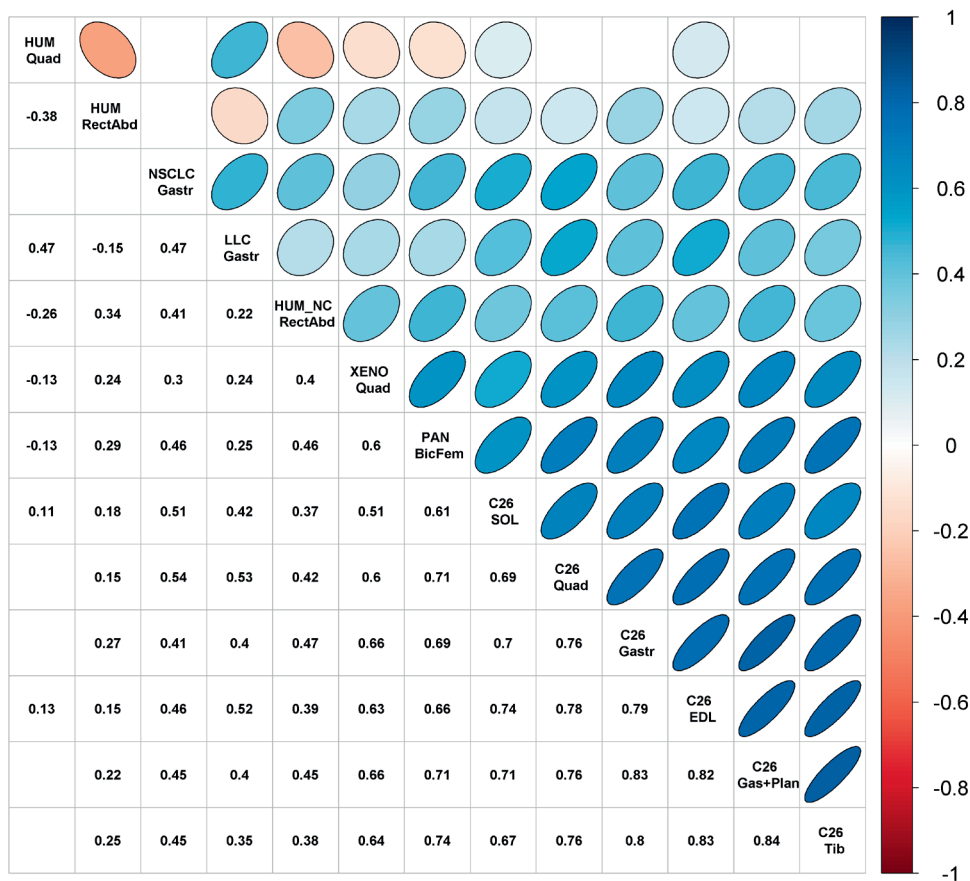 HUM
Quad
-0.38
HUM
RectAbd
NSCLC
Gastr
0.47 -0.15 0.47
LLC
Gastr
-0.26 0.34 0.41 0.22
HUM_NC
RectAbd
-0.13 0.24 0.3 0.24 0.4
XENO
Quad
-0.13 0.29 0.46 0.25 0.46 0.6
PAN
BicFem
0.11 0.18 0.51 0.42 0.37 0.51 0.61
C26
SOL
0.15 0.54 0.53 0.42 0.6 0.71 0.69
C26
Quad
0.27 0.41 0.4 0.47 0.66 0.69 0.7 0.76
C26
Gastr
0.13 0.15 0.46 0.52 0.39 0.63 0.66 0.74 0.78 0.79
C26
EDL
0.22 0.45 0.4 0.45 0.66 0.71 0.71 0.76 0.83 0.82
C26
Gas+Plan
0.25 0.45 0.35 0.38 0.64 0.74 0.67 0.76 0.8 0.83 0.84
C26
Tib
1
0.8
0.6
0.4
0.2
0
-0.2
-0.4
-0.6
-0.8
-1